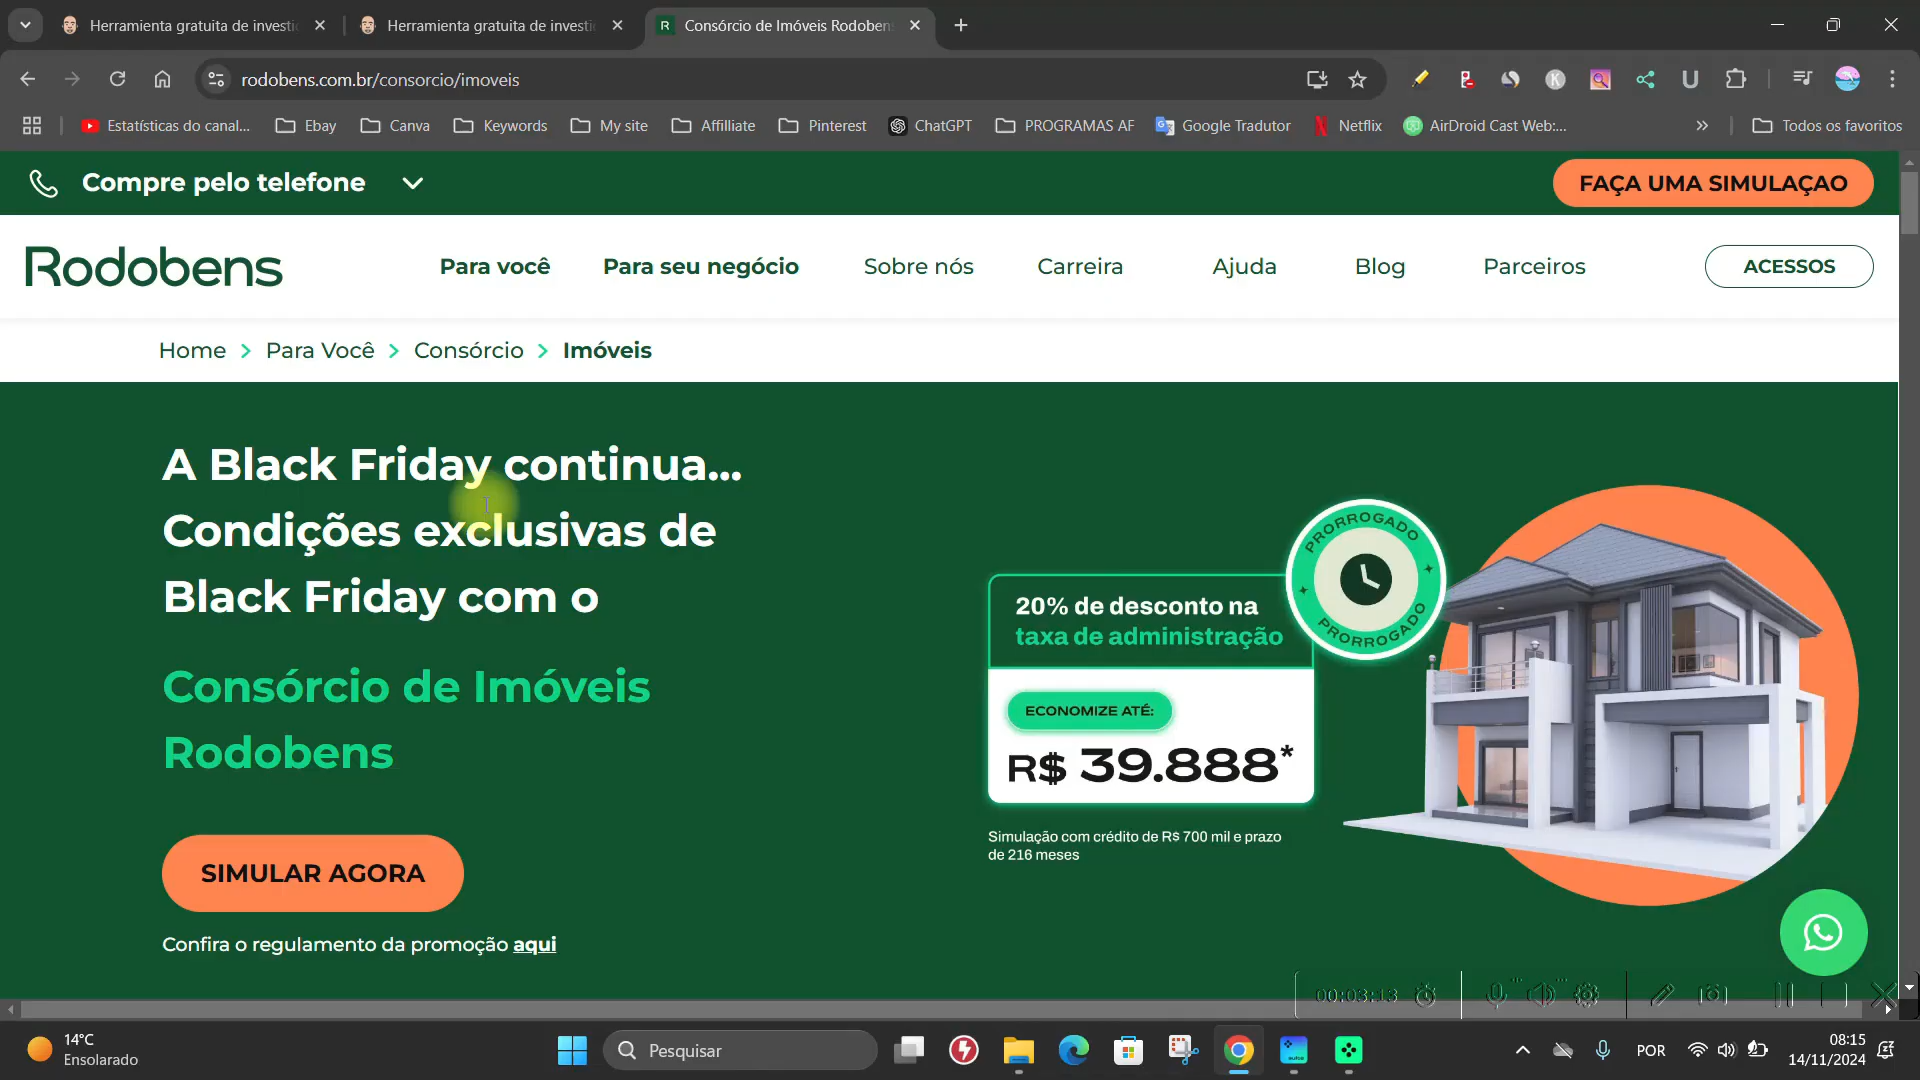 Herramienta gratuita de investi
Herramienta gratuita de investi
Consórcio de Imóveis Rodoben
rodobens.com.br/consorcio/imoveis
Estatísticas do canal...
Ebay
Canva
Keywords
My site
Affilliate
Pinterest
ChatGPT
PROGRAMAS AF
Google Tradutor
Netflix
AirDroid Cast Web:...
Todos os favoritos
Compre pelo telefone
FAÇA UMA SIMULAÇAO
Rodobens
Para você
Para seu negócio
Sobre nós
Carreira
Ajuda
Blog
Parceiros
ACESSOS
Home > Para Você > Consórcio > Imóveis
A Black Friday continua...
Condições exclusivas de
Black Friday com o
Consórcio de Imóveis
Rodobens
SIMULAR AGORA
Confira o regulamento da promoção aqui
PRORROGADO
PRORROGADO
20% de desconto na
taxa de administração
ECONOMIZE ATÉ:
R$ 39.888*
Simulação com crédito de R$ 700 mil e prazo
de 216 meses
00:03:13
14°C
Ensolarado
Pesquisar
POR
08:15
14/11/2024